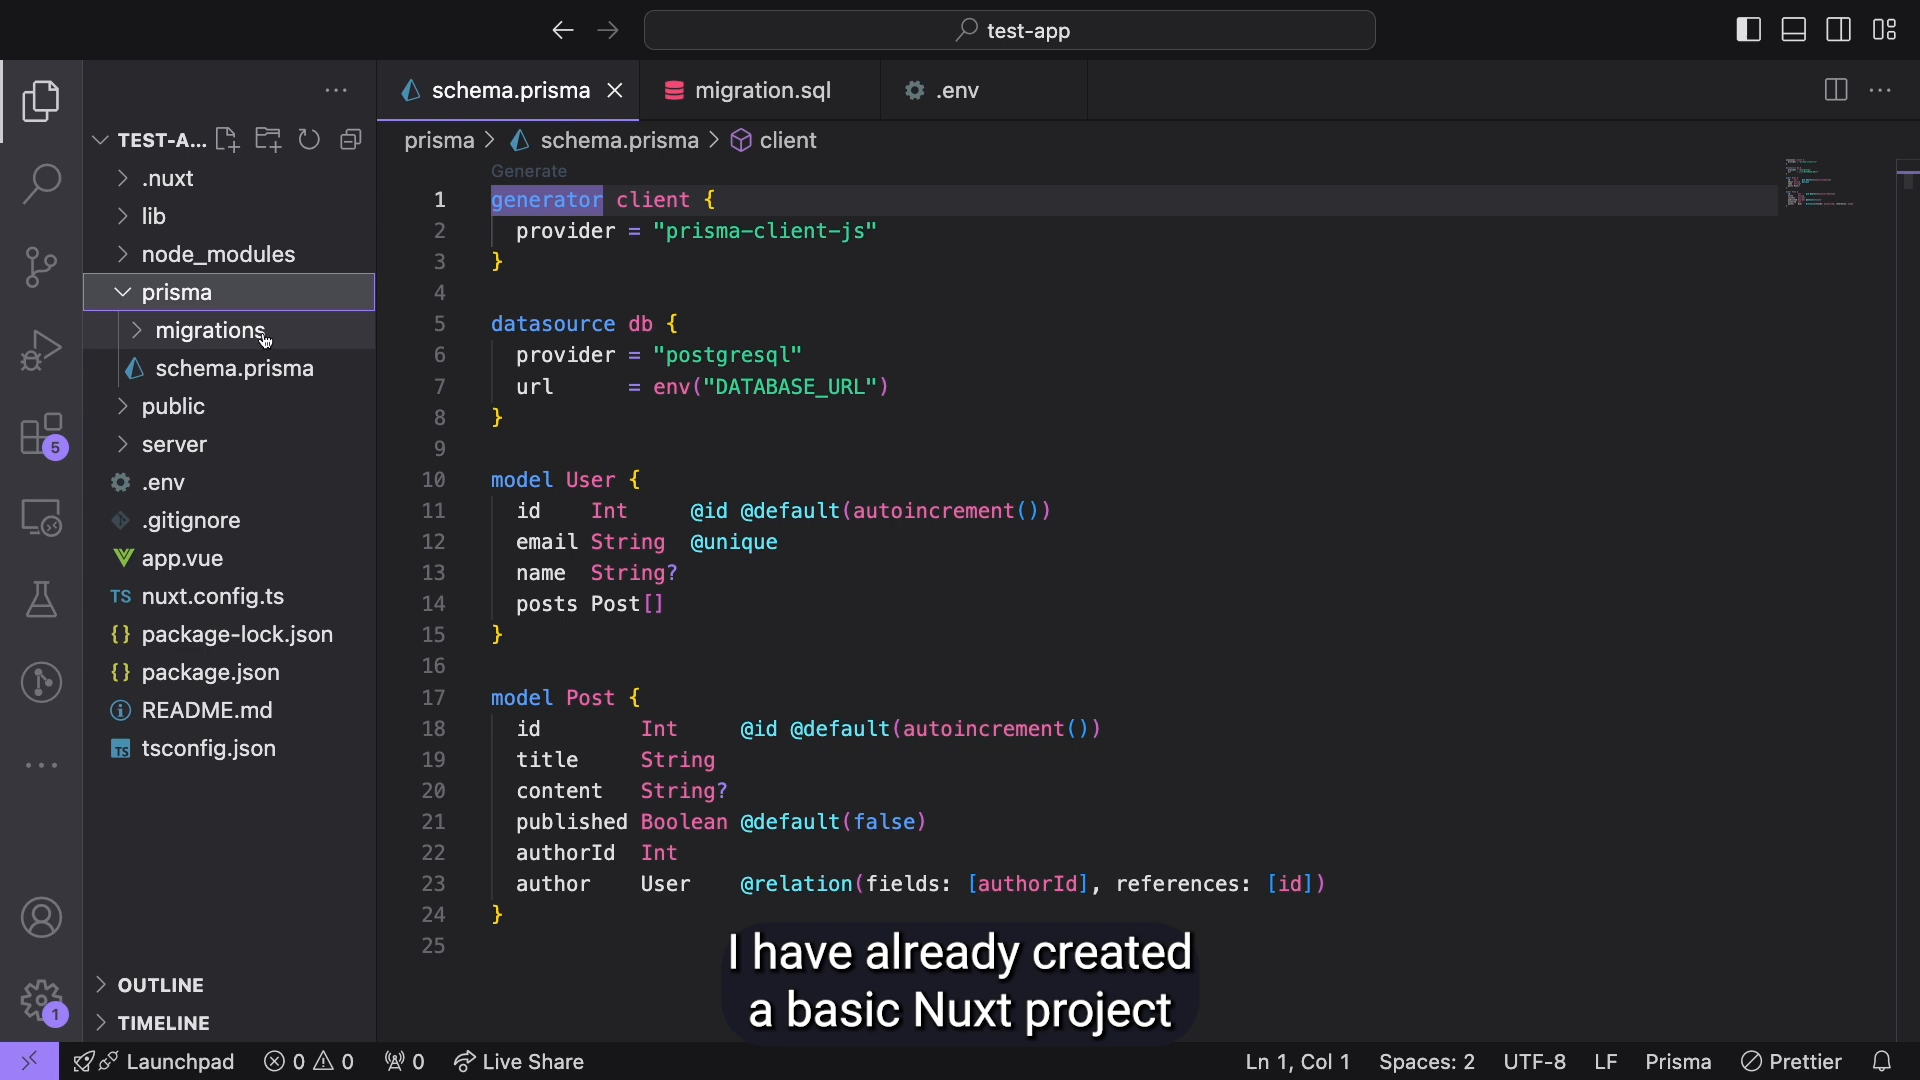 test-app
TEST-A...
.nuxt
lib
node_modules
prisma
migrations
schema.prisma
public
server
.env
.gitignore
app.vue
TS nuxt.config.ts
{} package-lock.json
{} package.json
README.md
TS tsconfig.json
OUTLINE
TIMELINE
5
1
schema.prisma
migration.sql
.env
prisma > schema.prisma > client
Generate
1 generator client {
2 provider = "prisma-client-js"
3 }
4
5 datasource db {
6 provider = "postgresql"
7 url = env("DATABASE_URL")
8 }
9
10 model User {
11 id Int @id @default(autoincrement())
12 email String @unique
13 name String?
14 posts Post[]
15 }
16
17 model Post {
18 id Int @id @default(autoincrement())
19 title String
20 content String?
21 published Boolean @default(false)
22 authorId Int
23 author User @relation(fields: [authorId], references: [id])
24 }
25
I have already created
a basic Nuxt project
Launchpad 0 0 0 Live Share Ln 1, Col 1 Spaces: 2 UTF-8 LF Prisma Prettier